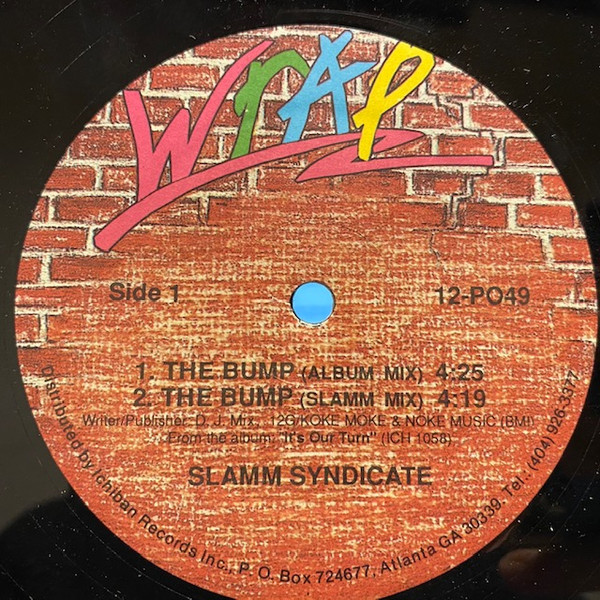 WrAP
Side 1
12-PO49
1. THE BUMP (ALBUM MIX) 4:25
2. THE BUMP (SLAMM MIX) 4:19
Writer/Publisher: D. J. Mix, 12G/KOKE MOKE & NOKE MUSIC (BMI)
From the album: "It's Our Turn" (ICH 1058)
SLAMM SYNDICATE
Distributed by Ichiban Records Inc., P. O. Box 724677, Atlanta GA 30339. Tel.: (404) 926-3377